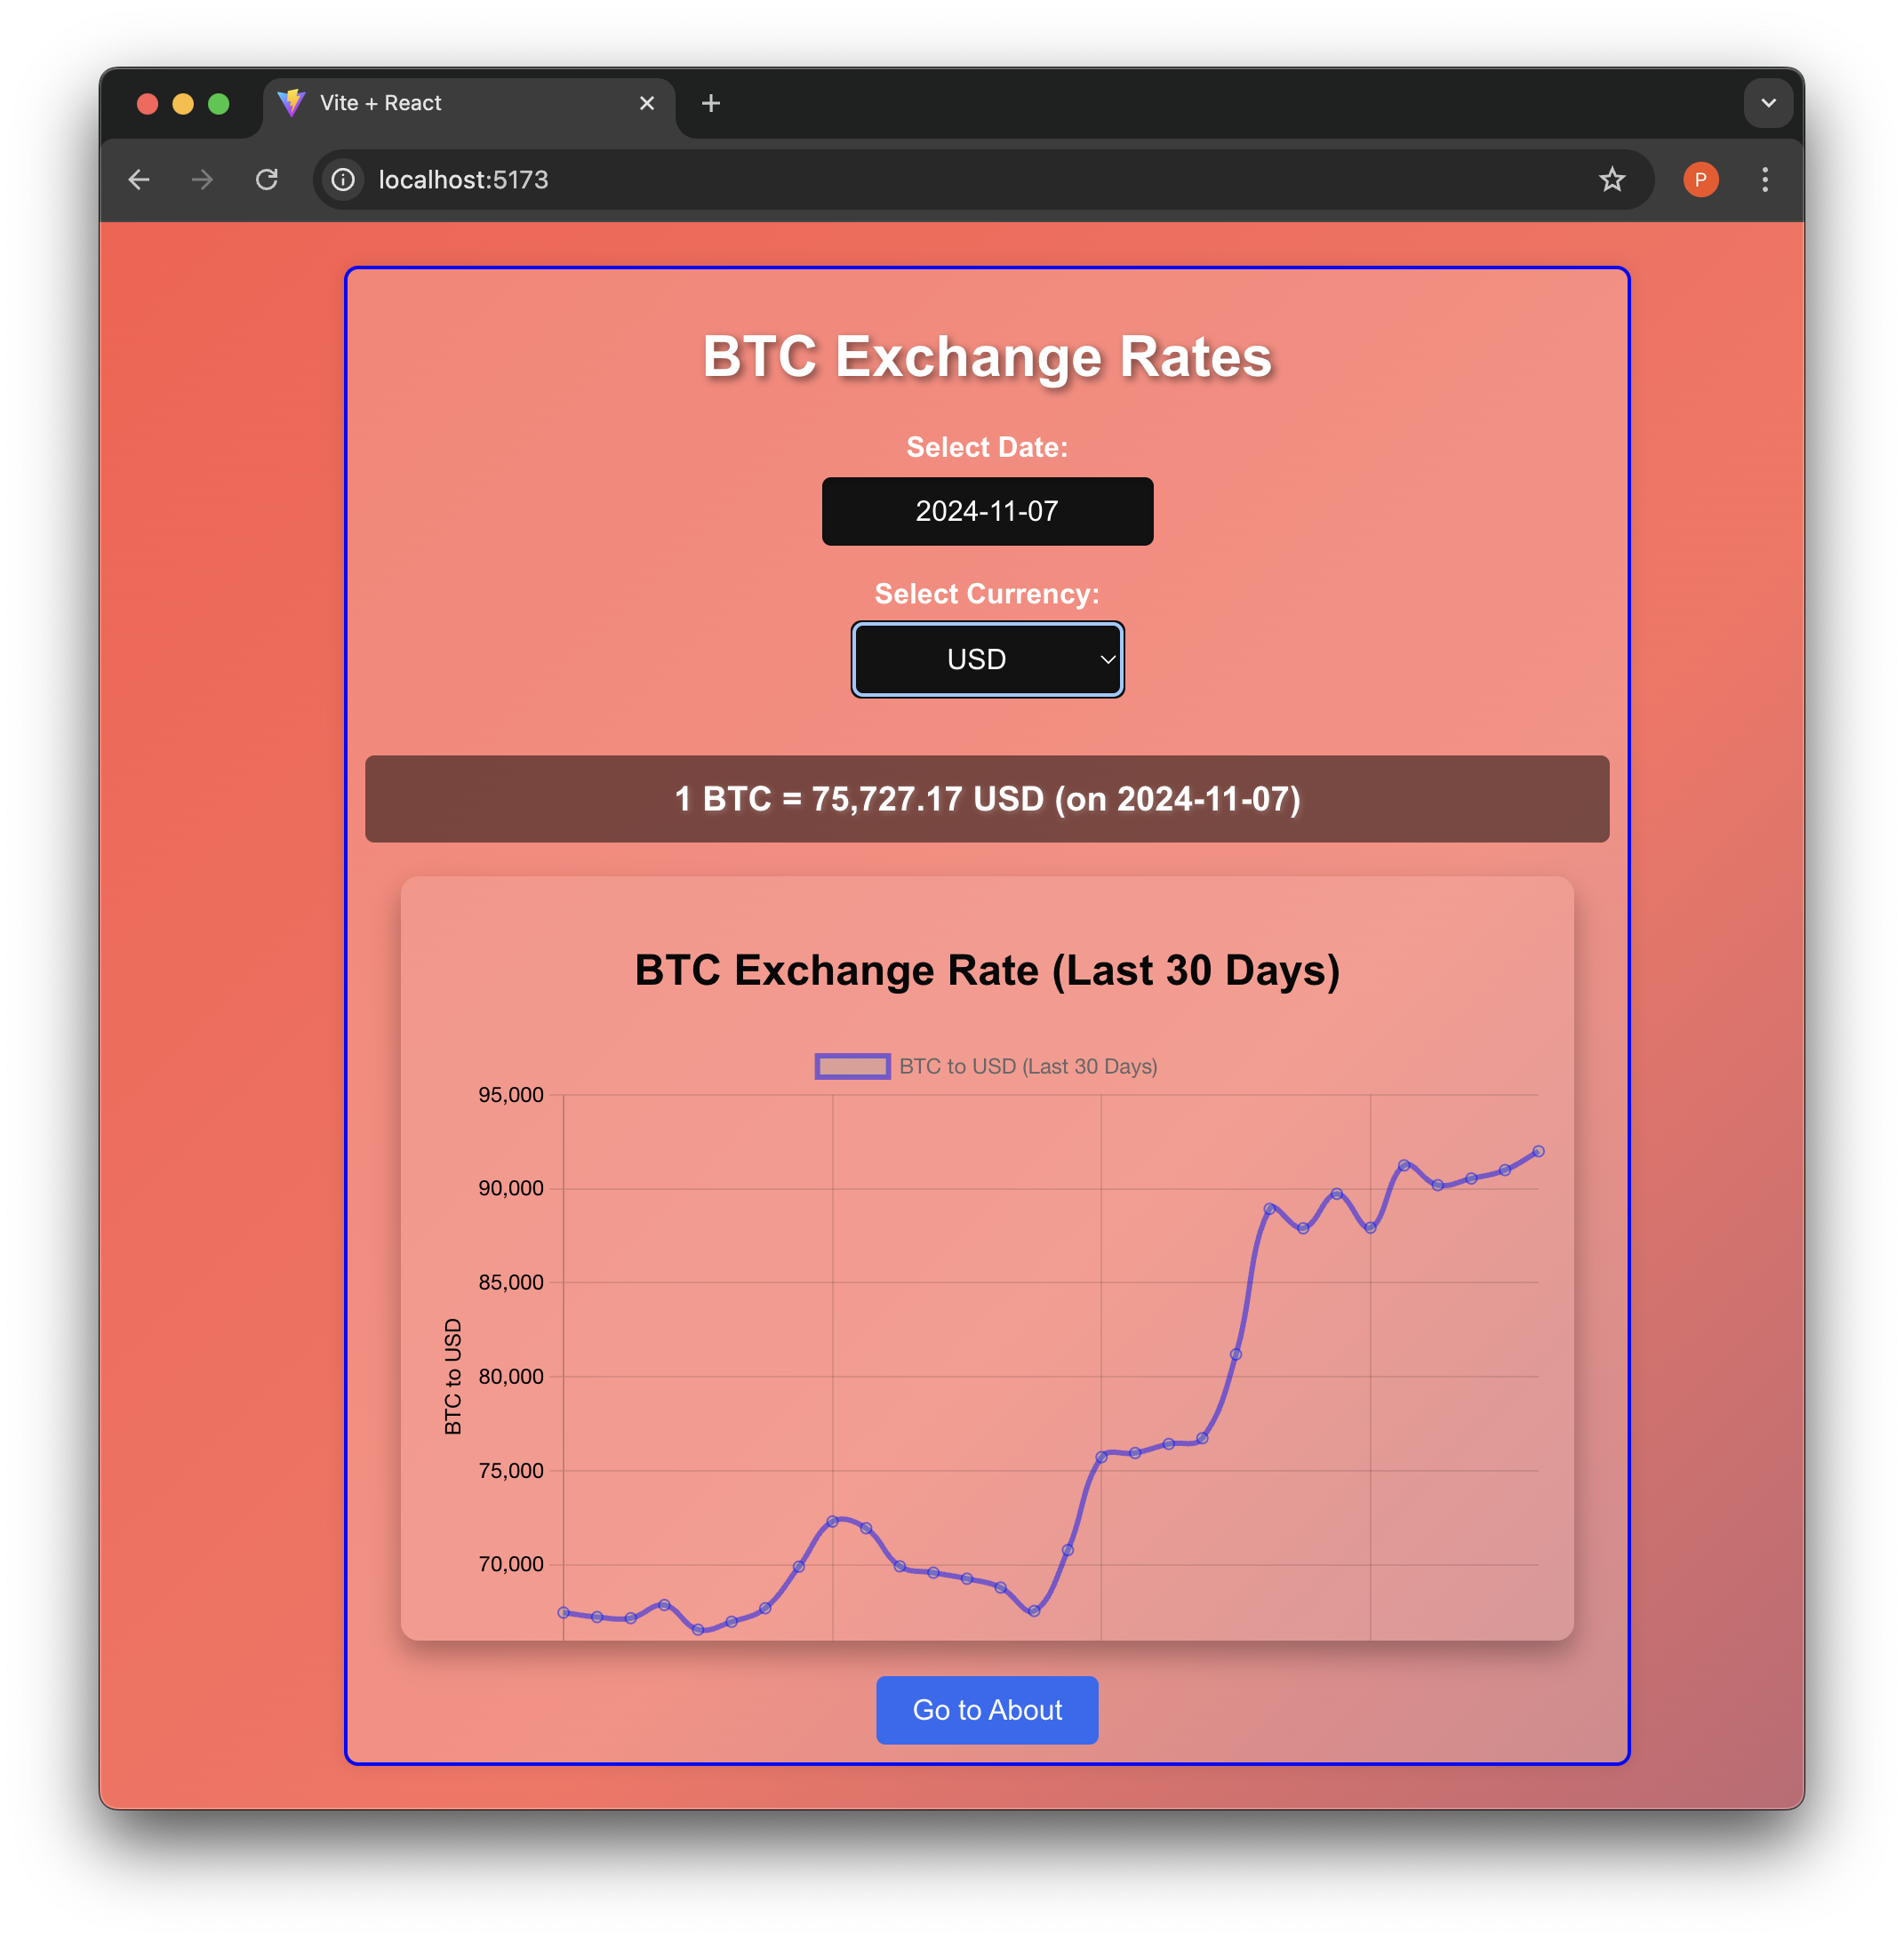 Vite + React
localhost:5173
P
BTC Exchange Rates
Select Date:
2024-11-07
Select Currency:
USD
1 BTC = 75,727.17 USD (on 2024-11-07)
BTC Exchange Rate (Last 30 Days)
BTC to USD (Last 30 Days)
95,000
90,000
85,000
80,000
75,000
70,000
BTC to USD
Go to About